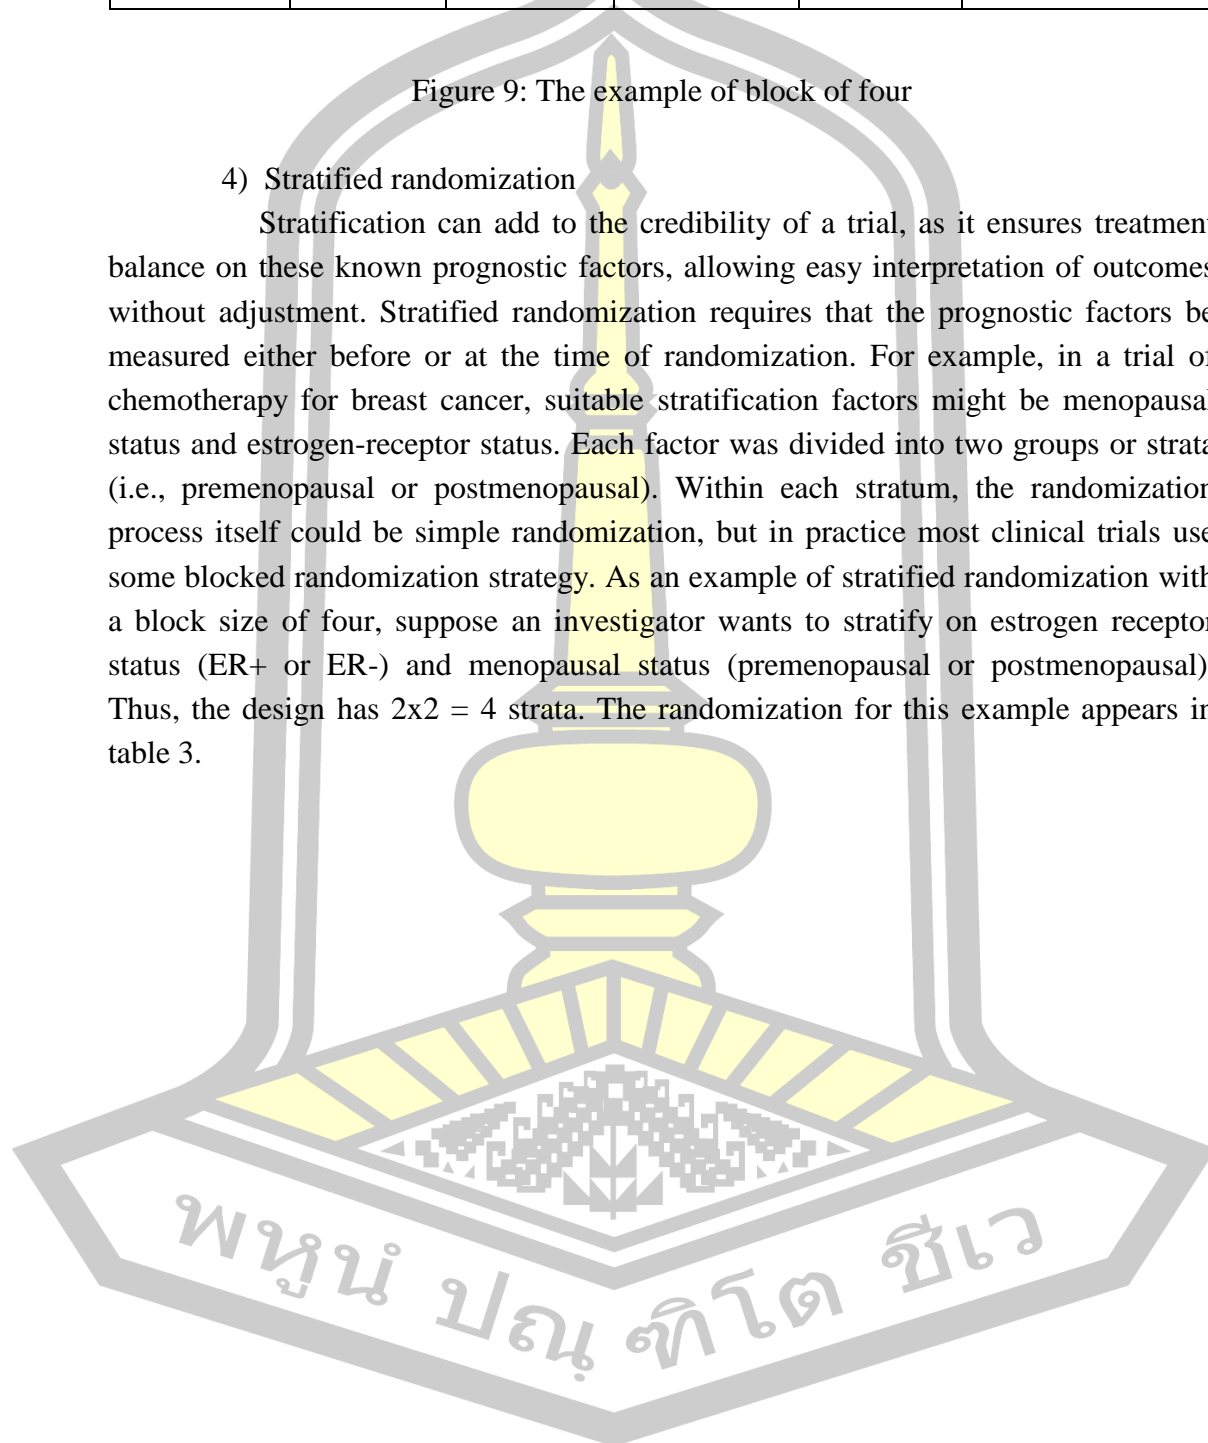 Figure 9: The example of block of four
4) Stratified randomization
Stratification can add to the credibility of a trial, as it ensures treatment
balance on these known prognostic factors, allowing easy interpretation of outcomes
without adjustment. Stratified randomization requires that the prognostic factors be
measured either before or at the time of randomization. For example, in a trial of
chemotherapy for breast cancer, suitable stratification factors might be menopausal
status and estrogen-receptor status. Each factor was divided into two groups or strata
(i.e., premenopausal or postmenopausal). Within each stratum, the randomization
process itself could be simple randomization, but in practice most clinical trials use
some blocked randomization strategy. As an example of stratified randomization with
a block size of four, suppose an investigator wants to stratify on estrogen receptor
status (ER+ or ER-) and menopausal status (premenopausal or postmenopausal)
Thus, the design has 2x2 = 4 strata. The randomization for this example appears in
table 3.
พหูนํ ปณฺ ฑิโต ชีเว